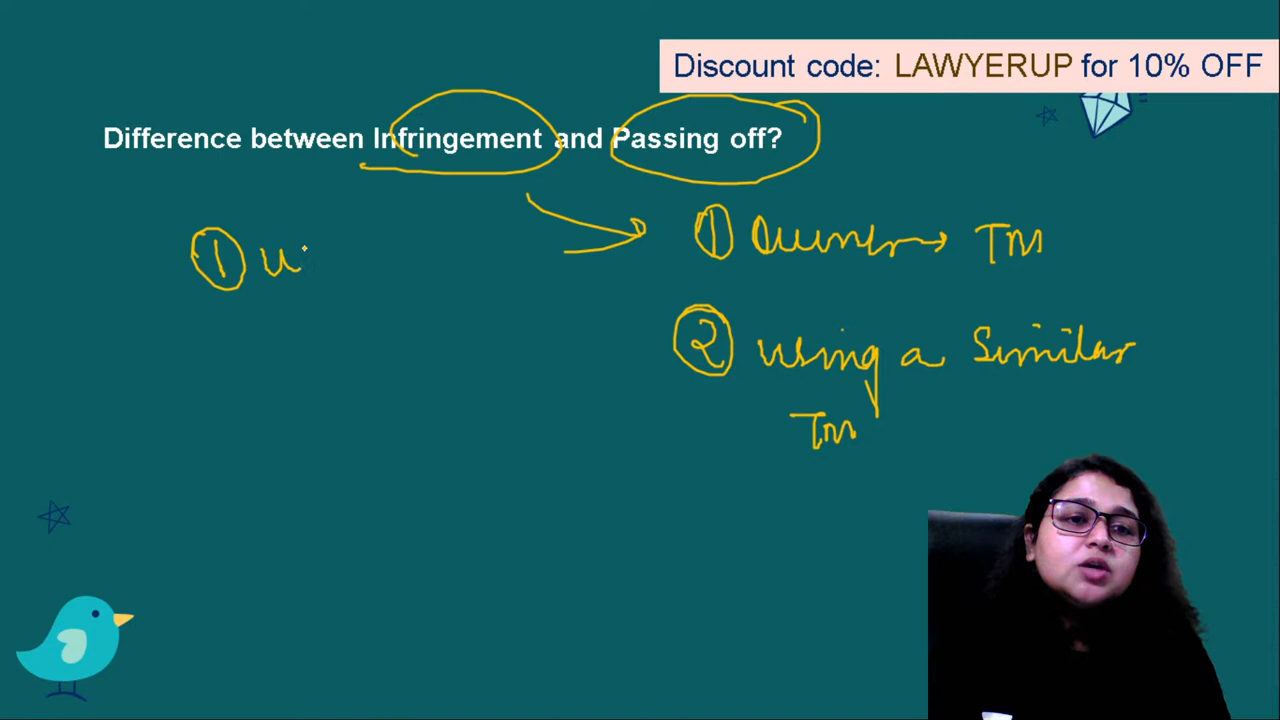 Discount code: LAWYERUP for 10% OFF
Difference between Infringement and Passing off?
① Owner → TM
① u
② using a Similar
TM